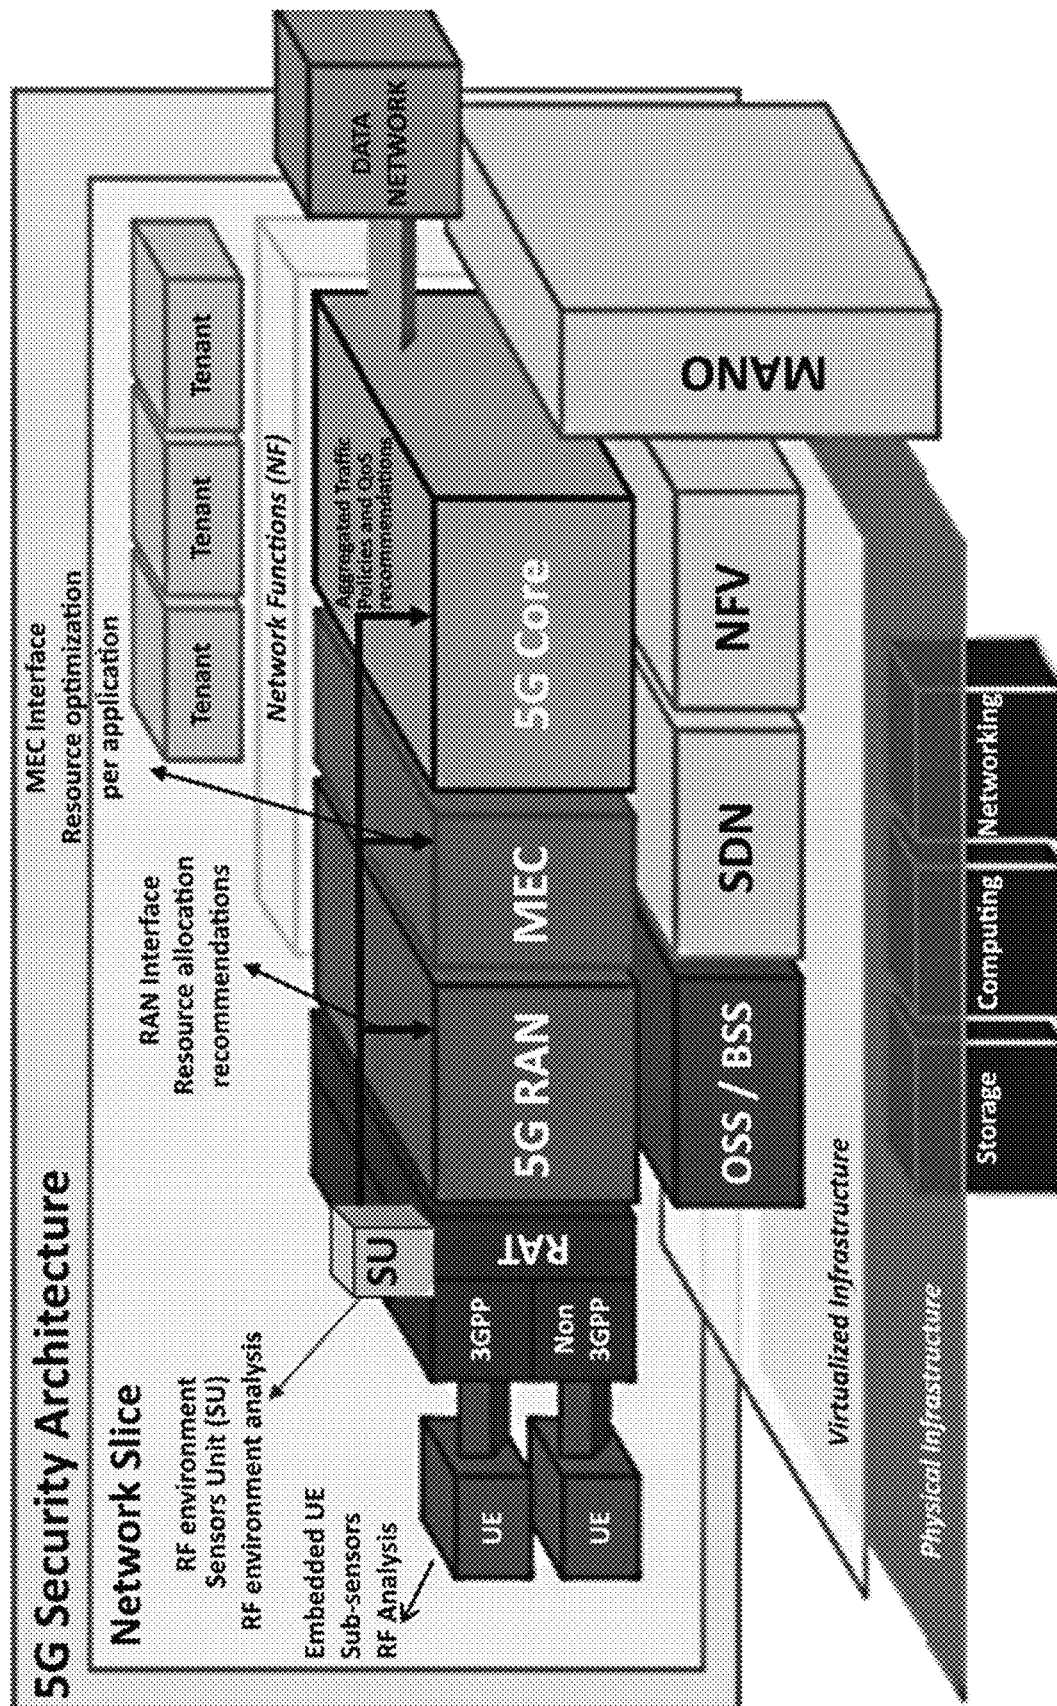 5G Security Architecture
Network Slice
MEC Interface
Resource optimization
per application
RAN Interface
Resource allocation
recommendations
RF environment
Sensors Unit (SU)
RF environment analysis
Embedded UE
Sub-sensors
RF Analysis
Tenant
Tenant
Tenant
Network Functions (NF)
DATA
NETWORK
Aggregated Traffic
Policies and QoS
recommendations
SU
UE
UE
3GPP
Non
3GPP
RAT
5G RAN
MEC
5G Core
OSS / BSS
SDN
NFV
MANO
Virtualized Infrastructure
Physical Infrastructure
Storage
Computing
Networking